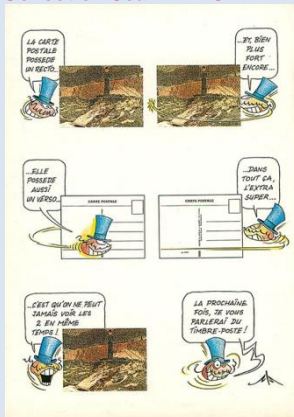 LA CARTE
POSTALE
POSSEDE
UN RECTO...
...ET, BIEN
PLUS
FORT
ENCORE...
...ELLE
POSSEDE
AUSSI
UN VERSO...
CARTE POSTALE
CARTE POSTALE
...DANS
TOUT ÇA,
L'EXTRA
SUPER...
...C'EST QU'ON NE PEUT
JAMAIS VOIR LES
2 EN MÊME
TEMPS !
LA PROCHAINE
FOIS, JE VOUS
PARLERAI DU
TIMBRE-POSTE !